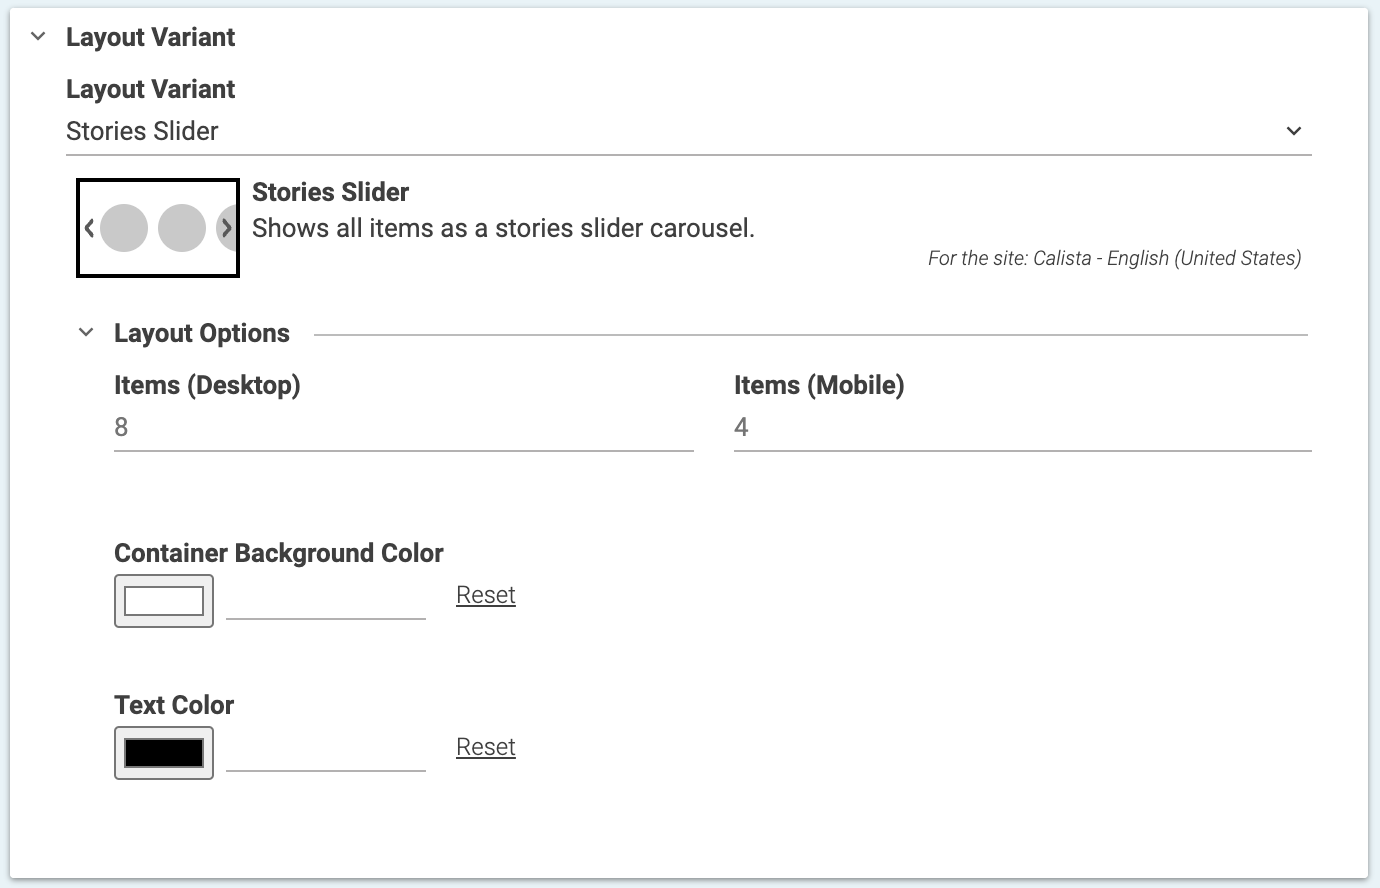 Layout Variant
Layout Variant
Stories Slider
Stories Slider
Shows all items as a stories slider carousel.
For the site: Calista - English (United States)
Layout Options
Items (Desktop)
Items (Mobile)
8
4
Container Background Color
Reset
Text Color
Reset